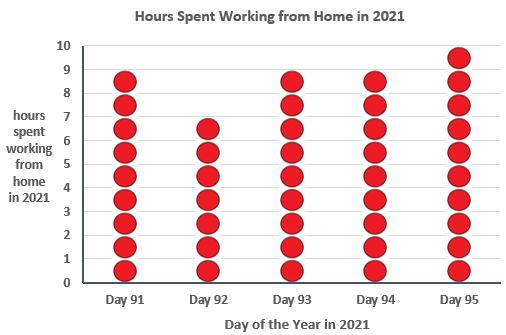 Hours Spent Working from Home in 2021
10
9
8
7
6
5
4
3
2
1
0
hours
spent
working
from
home
in 2021
Day 91
Day 92
Day 93
Day 94
Day 95
Day of the Year in 2021